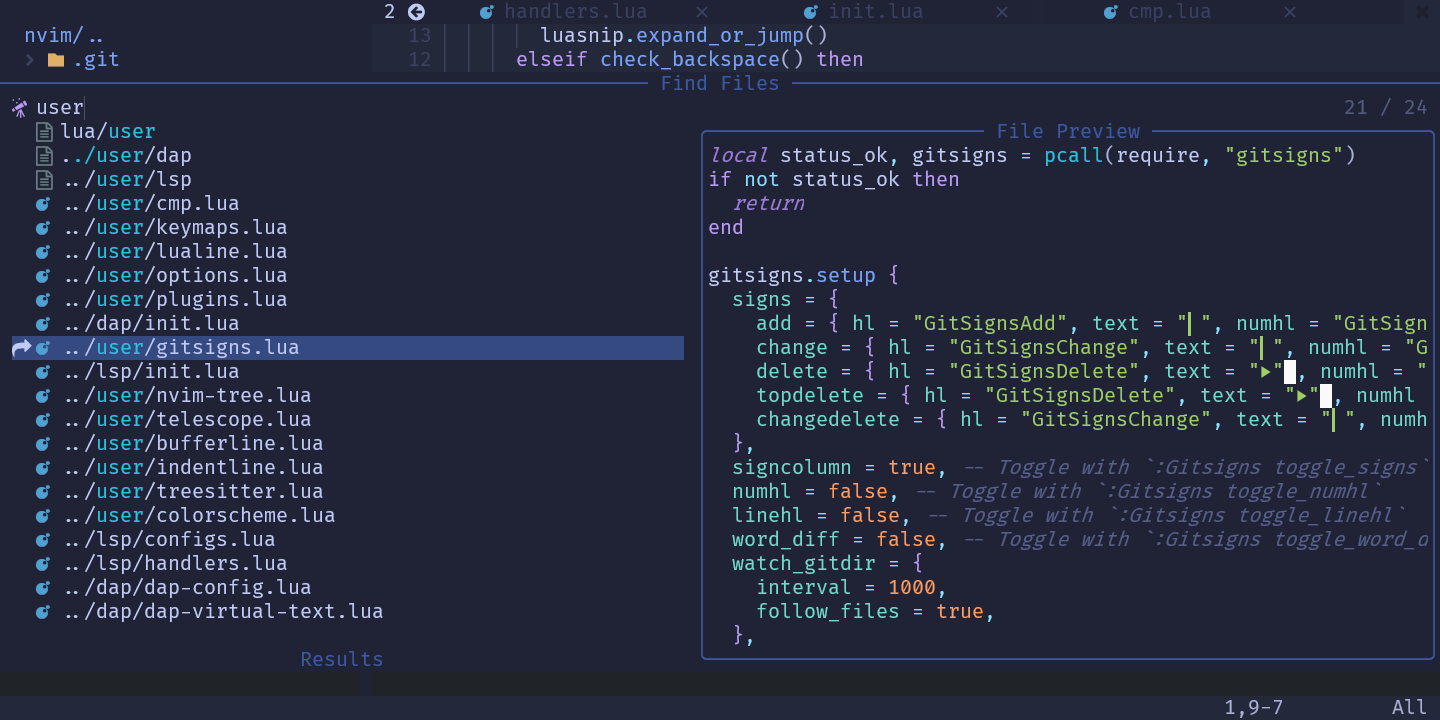 2 handlers.lua × init.lua × cmp.lua × ×
nvim/..
13 luasnip.expand_or_jump()
> .git
12 elseif check_backspace() then
Find Files
user
21 / 24
lua/user
../user/dap
../user/lsp
../user/cmp.lua
../user/keymaps.lua
../user/lualine.lua
../user/options.lua
../user/plugins.lua
../dap/init.lua
../user/gitsigns.lua
../lsp/init.lua
../user/nvim-tree.lua
../user/telescope.lua
../user/bufferline.lua
../user/indentline.lua
../user/treesitter.lua
../user/colorscheme.lua
../lsp/configs.lua
../lsp/handlers.lua
../dap/dap-config.lua
../dap/dap-virtual-text.lua
Results
File Preview
local status_ok, gitsigns = pcall(require, "gitsigns")
if not status_ok then
return
end
gitsigns.setup {
signs = {
add = { hl = "GitSignsAdd", text = "▎", numhl = "GitSign
change = { hl = "GitSignsChange", text = "▎", numhl = "G
delete = { hl = "GitSignsDelete", text = "▸", numhl = "
topdelete = { hl = "GitSignsDelete", text = "▸", numhl
changedelete = { hl = "GitSignsChange", text = "▎", numh
},
signcolumn = true, -- Toggle with `:Gitsigns toggle_signs`
numhl = false, -- Toggle with `:Gitsigns toggle_numhl`
linehl = false, -- Toggle with `:Gitsigns toggle_linehl`
word_diff = false, -- Toggle with `:Gitsigns toggle_word_d
watch_gitdir = {
interval = 1000,
follow_files = true,
},
1,9-7 All